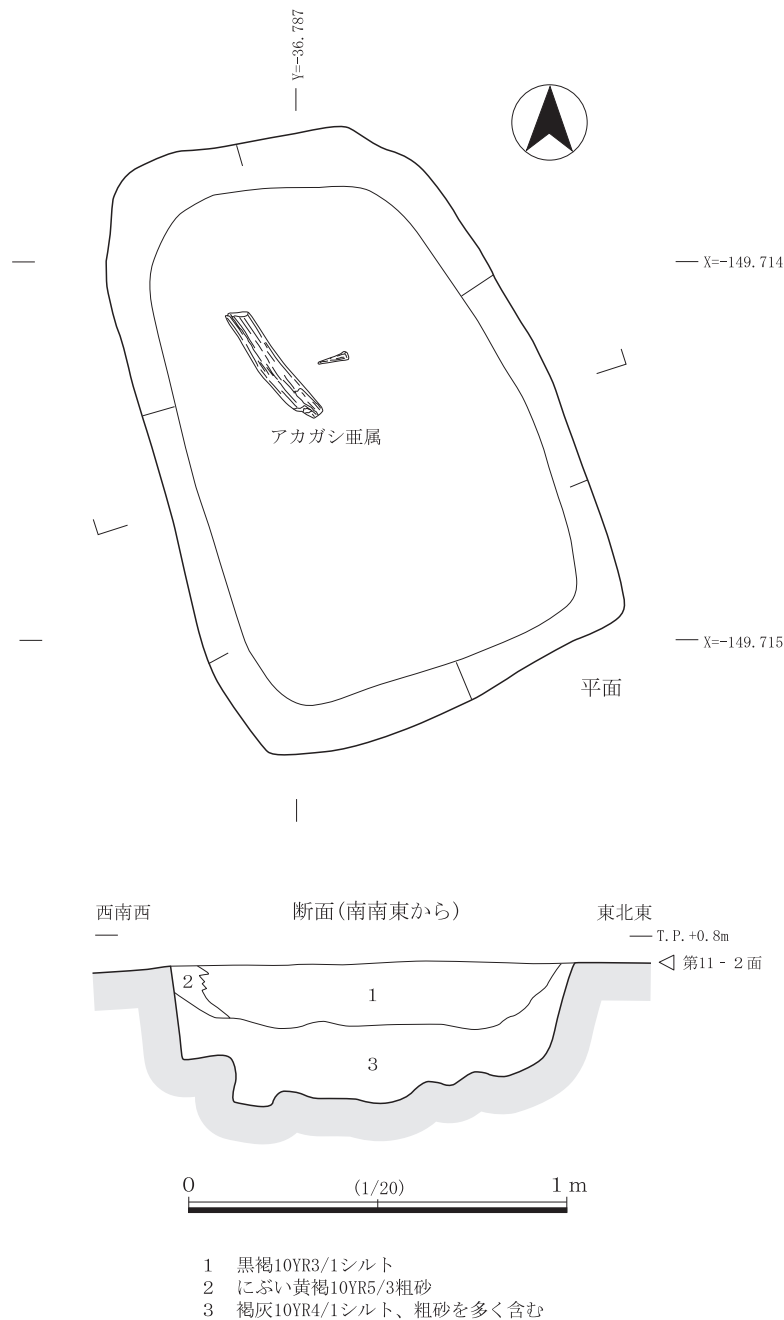 Y=-36.787
X=-149.714
アカガシ亜属
X=-149.715
平面
西南西
断面(南南東から)
東北東
T.P.+0.8m
第11‐2面
2
1
3
0
(1/20)
1 m
1 黒褐10YR3/1シルト
2 にぶい黄褐10YR5/3粗砂
3 褐灰10YR4/1シルト、粗砂を多く含む